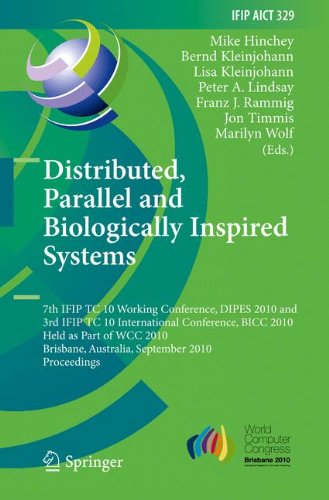 IFIP AICT 329
Mike Hinchey
Bernd Kleinjohann
Lisa Kleinjohann
Peter A. Lindsay
Franz J. Rammig
Jon Timmis
Marilyn Wolf
(Eds.)
Distributed,
Parallel and
Biologically Inspired
Systems
7th IFIP TC 10 Working Conference, DIPES 2010 and
3rd IFIP TC 10 International Conference, BICC 2010
Held as Part of WCC 2010
Brisbane, Australia, September 2010
Proceedings
Springer
World
Computer
Congress
Brisbane 2010